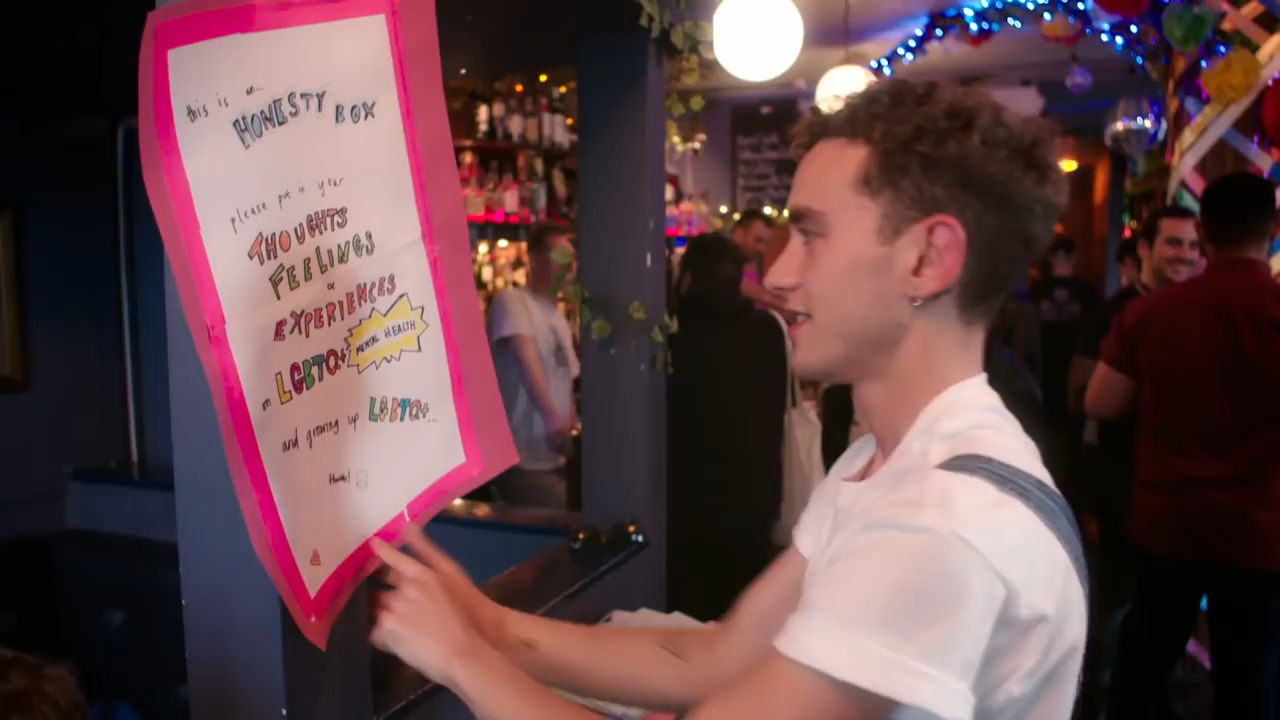 this is an...
HONESTY BOX
please put in your
THOUGHTS
FEELINGS
or
EXPERIENCES
on LGBTQ+ MENTAL HEALTH
and growing up LGBTQ+...
thanks!